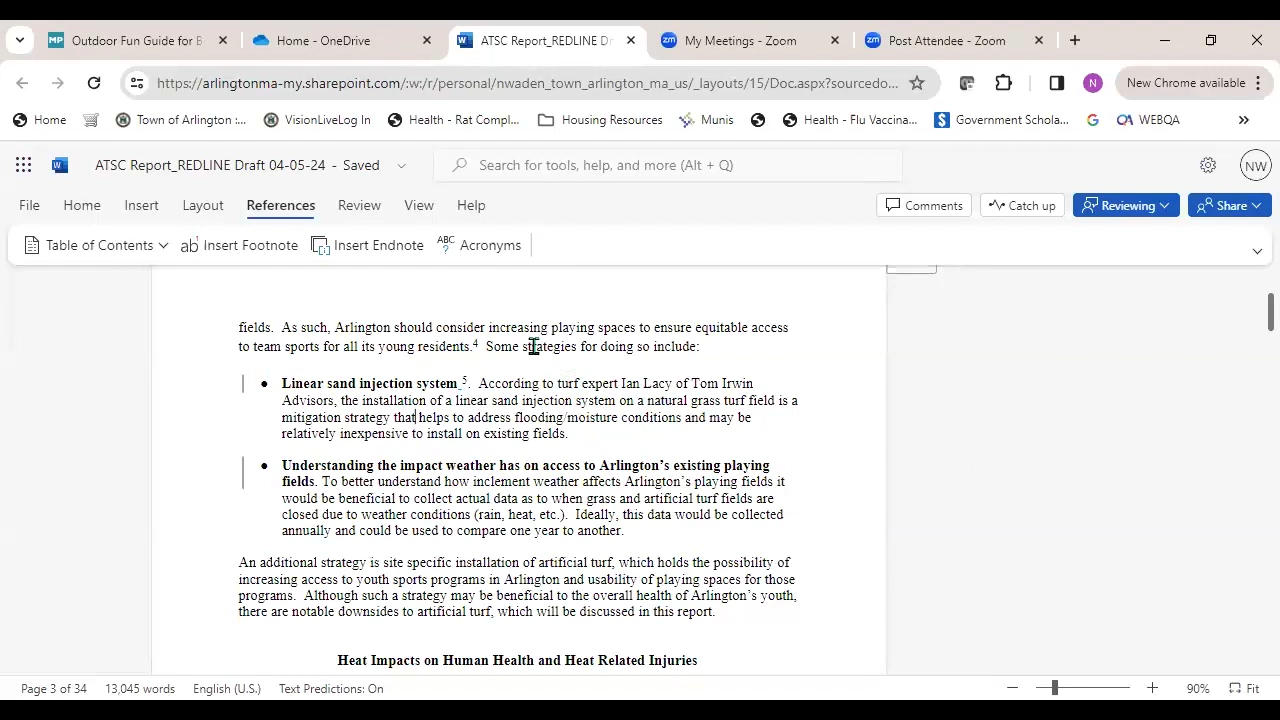 Outdoor Fun Guide for B
Home - OneDrive
ATSC Report_REDLINE Dr
zm My Meetings - Zoom
zm Post Attendee - Zoom
https://arlingtonma-my.sharepoint.com/:w:/r/personal/nwaden_town_arlington_ma_us/_layouts/15/Doc.aspx?sourcedo...
N
New Chrome available
Home
Town of Arlington :...
VisionLiveLog In
Health - Rat Compl...
Housing Resources
Munis
Health - Flu Vaccina...
Government Schola...
WEBQA
ATSC Report_REDLINE Draft 04-05-24 - Saved
Search for tools, help, and more (Alt + Q)
NW
File Home Insert Layout References Review View Help
Comments Catch up Reviewing Share
Table of Contents Insert Footnote Insert Endnote Acronyms
fields. As such, Arlington should consider increasing playing spaces to ensure equitable access
to team sports for all its young residents.4 Some strategies for doing so include:
● Linear sand injection system 5. According to turf expert Ian Lacy of Tom Irwin
Advisors, the installation of a linear sand injection system on a natural grass turf field is a
mitigation strategy that helps to address flooding/moisture conditions and may be
relatively inexpensive to install on existing fields.
● Understanding the impact weather has on access to Arlington's existing playing
fields. To better understand how inclement weather affects Arlington's playing fields it
would be beneficial to collect actual data as to when grass and artificial turf fields are
closed due to weather conditions (rain, heat, etc.). Ideally, this data would be collected
annually and could be used to compare one year to another.
An additional strategy is site specific installation of artificial turf, which holds the possibility of
increasing access to youth sports programs in Arlington and usability of playing spaces for those
programs. Although such a strategy may be beneficial to the overall health of Arlington's youth,
there are notable downsides to artificial turf, which will be discussed in this report.
Heat Impacts on Human Health and Heat Related Injuries
Page 3 of 34 13,045 words English (U.S.) Text Predictions: On 90% Fit